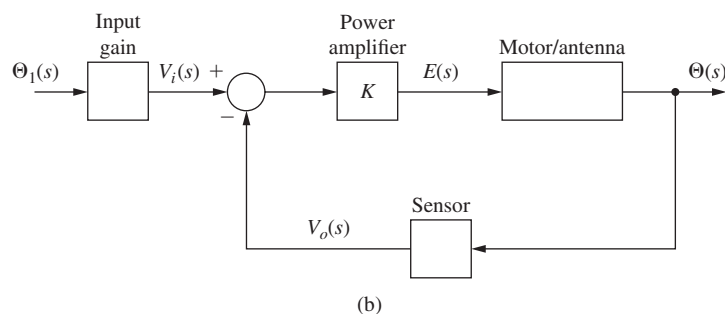 Input
gain
Power
amplifier
Motor/antenna
Θ1(s)
Vi(s)
+
−
K
E(s)
Θ(s)
Sensor
Vo(s)
(b)